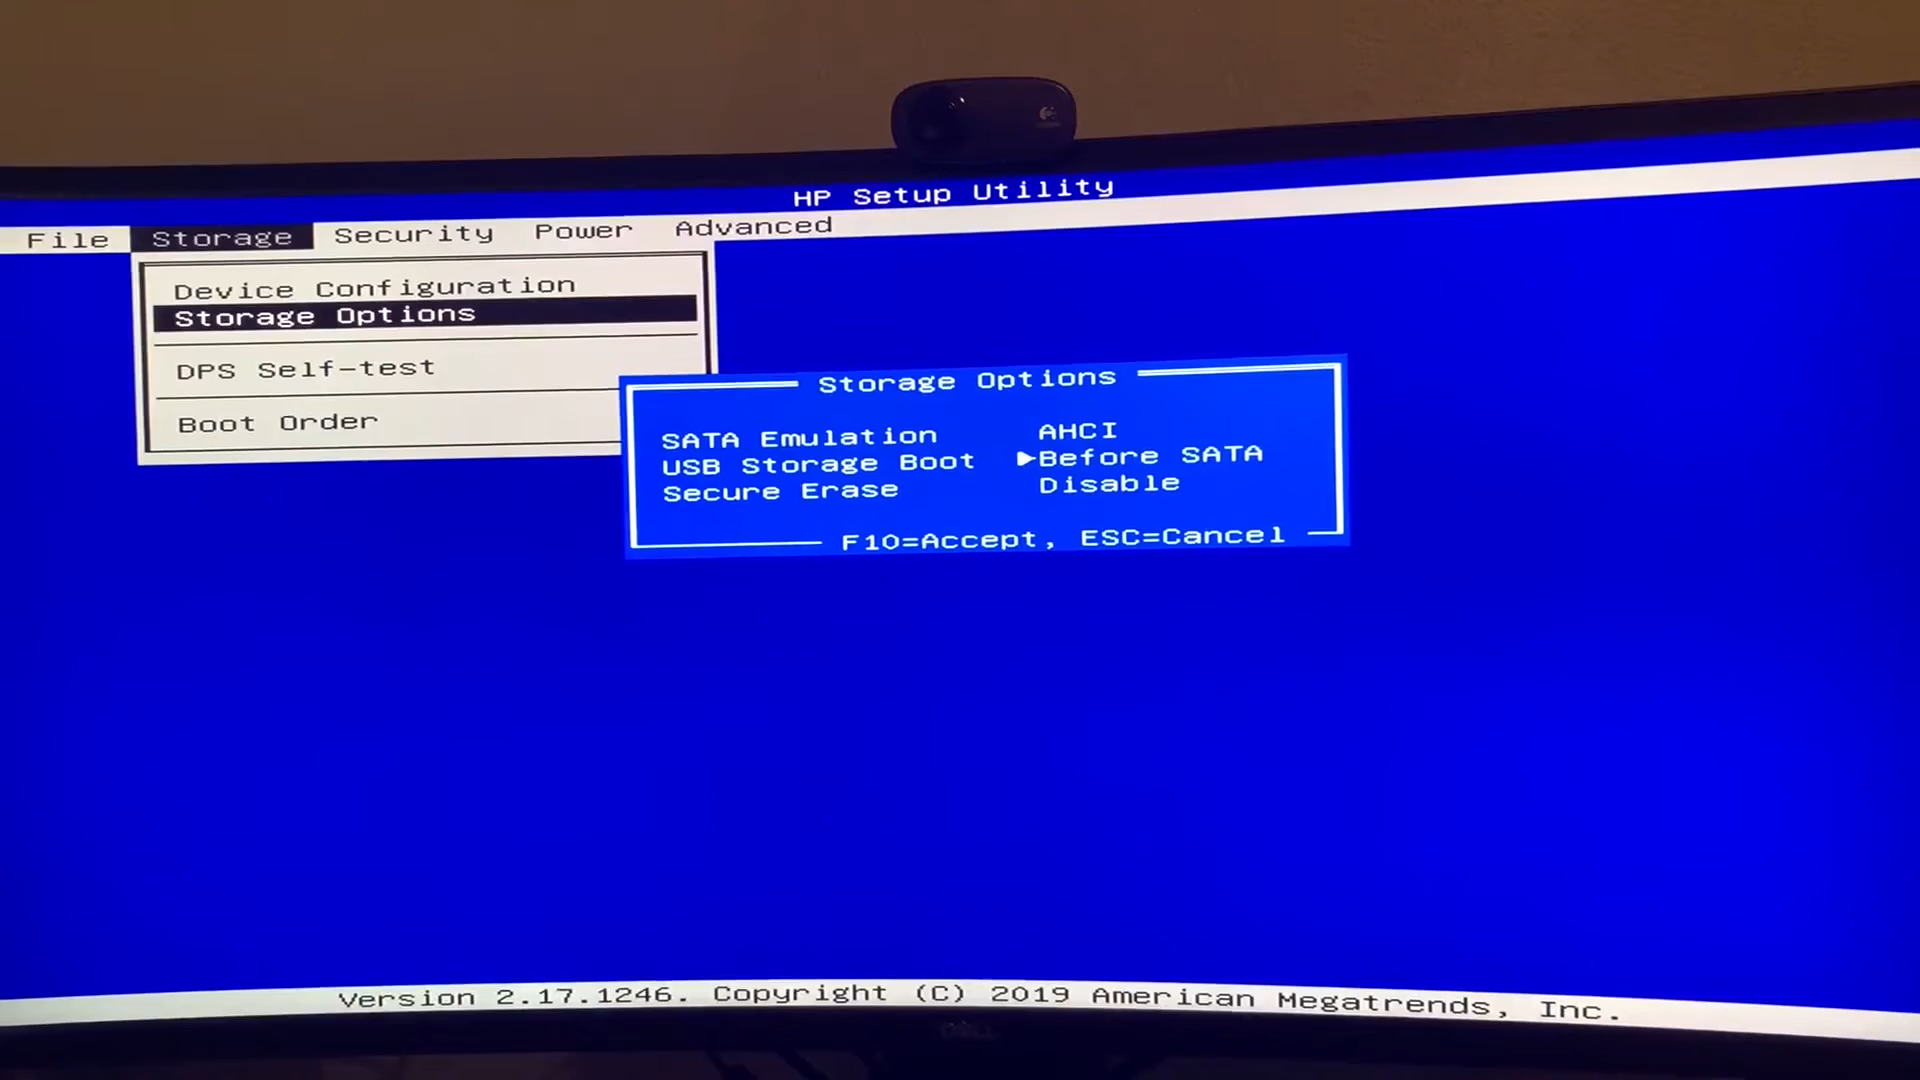 HP Setup Utility
File Storage Security Power Advanced
Device Configuration
Storage Options
DPS Self-test
Boot Order
Storage Options
SATA Emulation AHCI
USB Storage Boot ▶Before SATA
Secure Erase Disable
F10=Accept, ESC=Cancel
Version 2.17.1246. Copyright (C) 2019 American Megatrends, Inc.
DELL